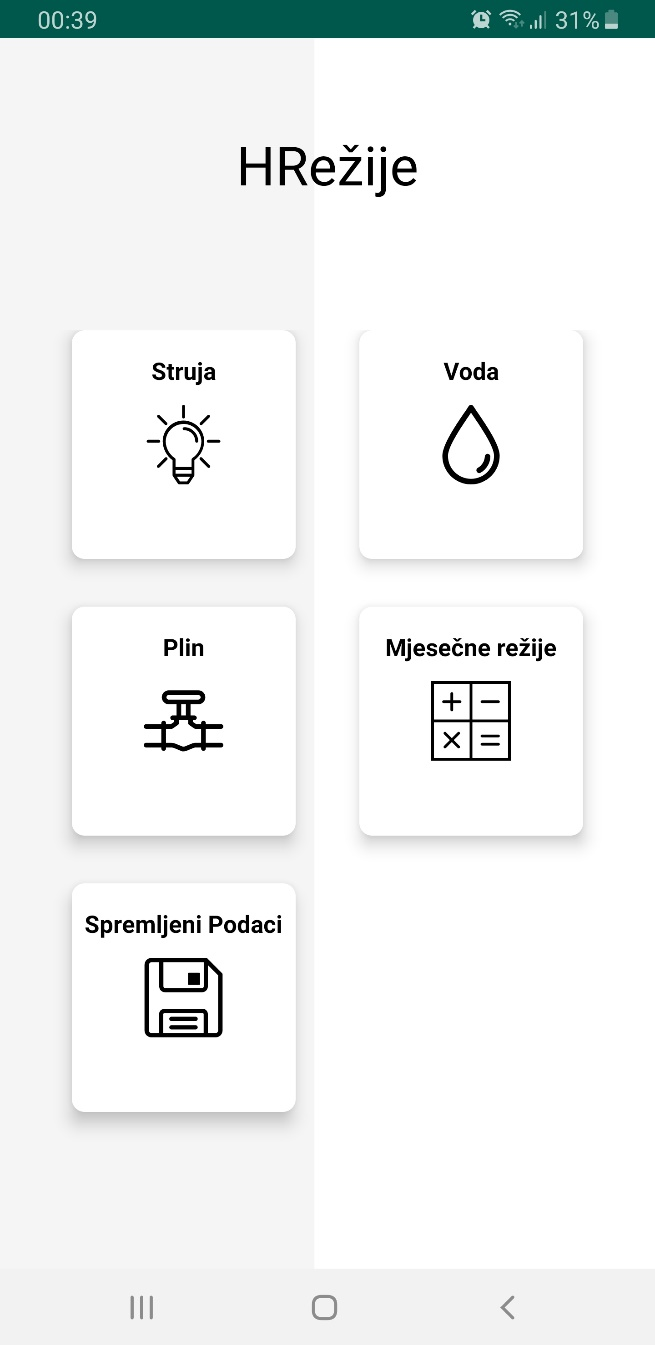 00:39
31%
HRežije
Struja
Voda
Plin
Mjesečne režije
Spremljeni Podaci